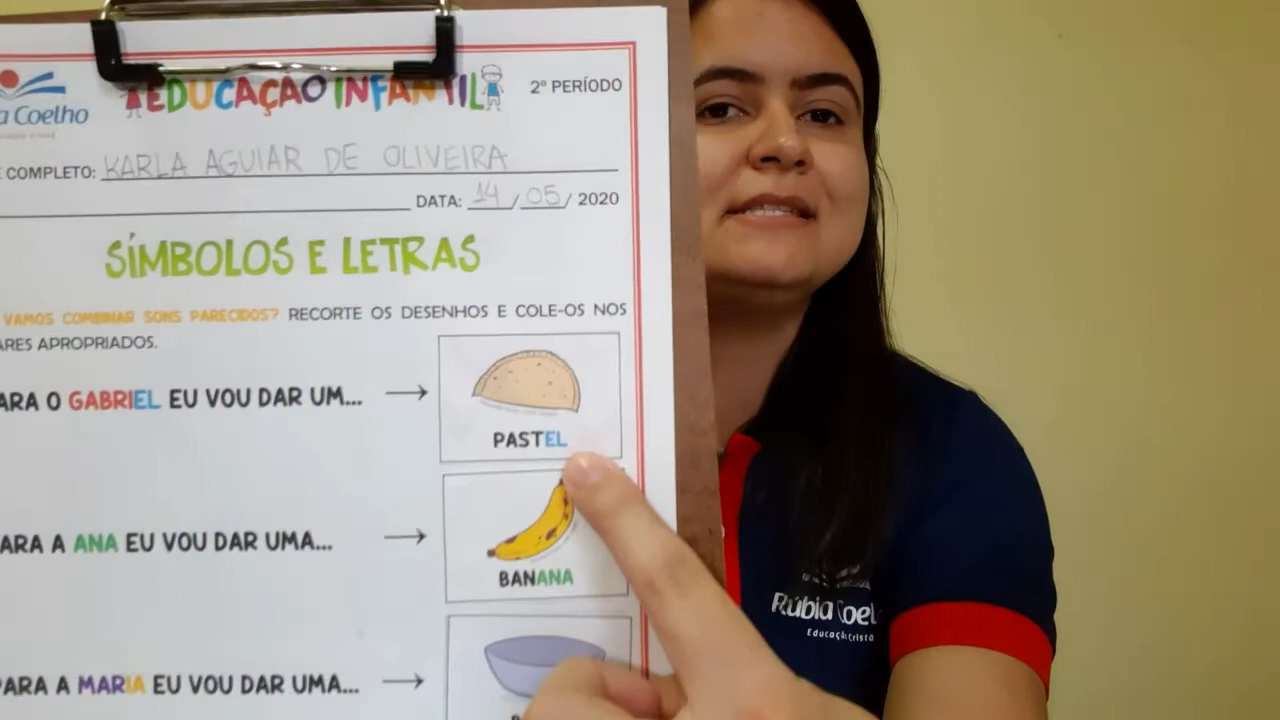 EDUCAÇÃO INFANTIL
2º PERÍODO
a Coelho
COMPLETO: KARLA AGUIAR DE OLIVEIRA
DATA: 14/05/2020
SÍMBOLOS E LETRAS
VAMOS COMBINAR SONS PARECIDOS? RECORTE OS DESENHOS E COLE-OS NOS
ARES APROPRIADOS.
ARA O GABRIEL EU VOU DAR UM...
PASTEL
ARA A ANA EU VOU DAR UMA...
BANANA
PARA A MARIA EU VOU DAR UMA...
Rúbia Coel
Educação Cristã